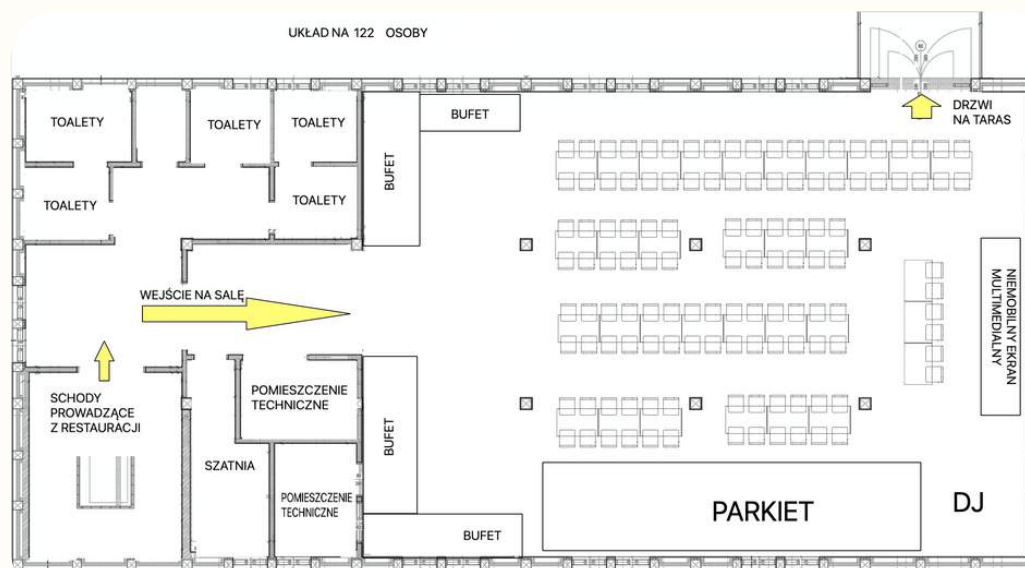 UKŁAD NA 122 OSOBY
TOALETY
TOALETY
TOALETY
BUFET
DRZWI
NA TARAS
BUFET
TOALETY
TOALETY
WEJŚCIE NA SALĘ
NIEMOBILNY EKRAN
MULTIMEDIALNY
SCHODY
PROWADZĄCE
Z RESTAURACJI
POMIESZCZENIE
TECHNICZNE
BUFET
SZATNIA
POMIESZCZENIE
TECHNICZNE
BUFET
PARKIET
DJ